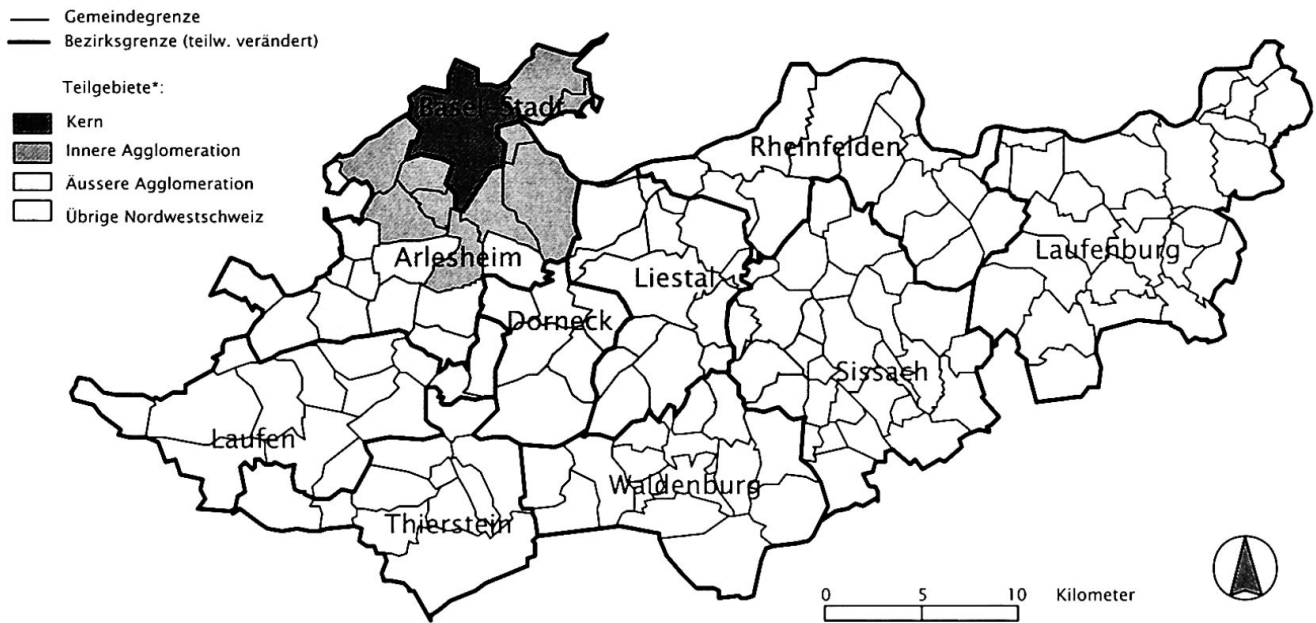 Gemeindegrenze
Bezirksgrenze (teilw. verändert)
Teilgebiete*:
Kern
Innere Agglomeration
Äussere Agglomeration
Übrige Nordwestschweiz
Basel-Stadt
Rheinfelden
Arlesheim
Liestal
Laufenburg
Dorneck
Sissach
Laufen
Waldenburg
Thierstein
0 5 10 Kilometer